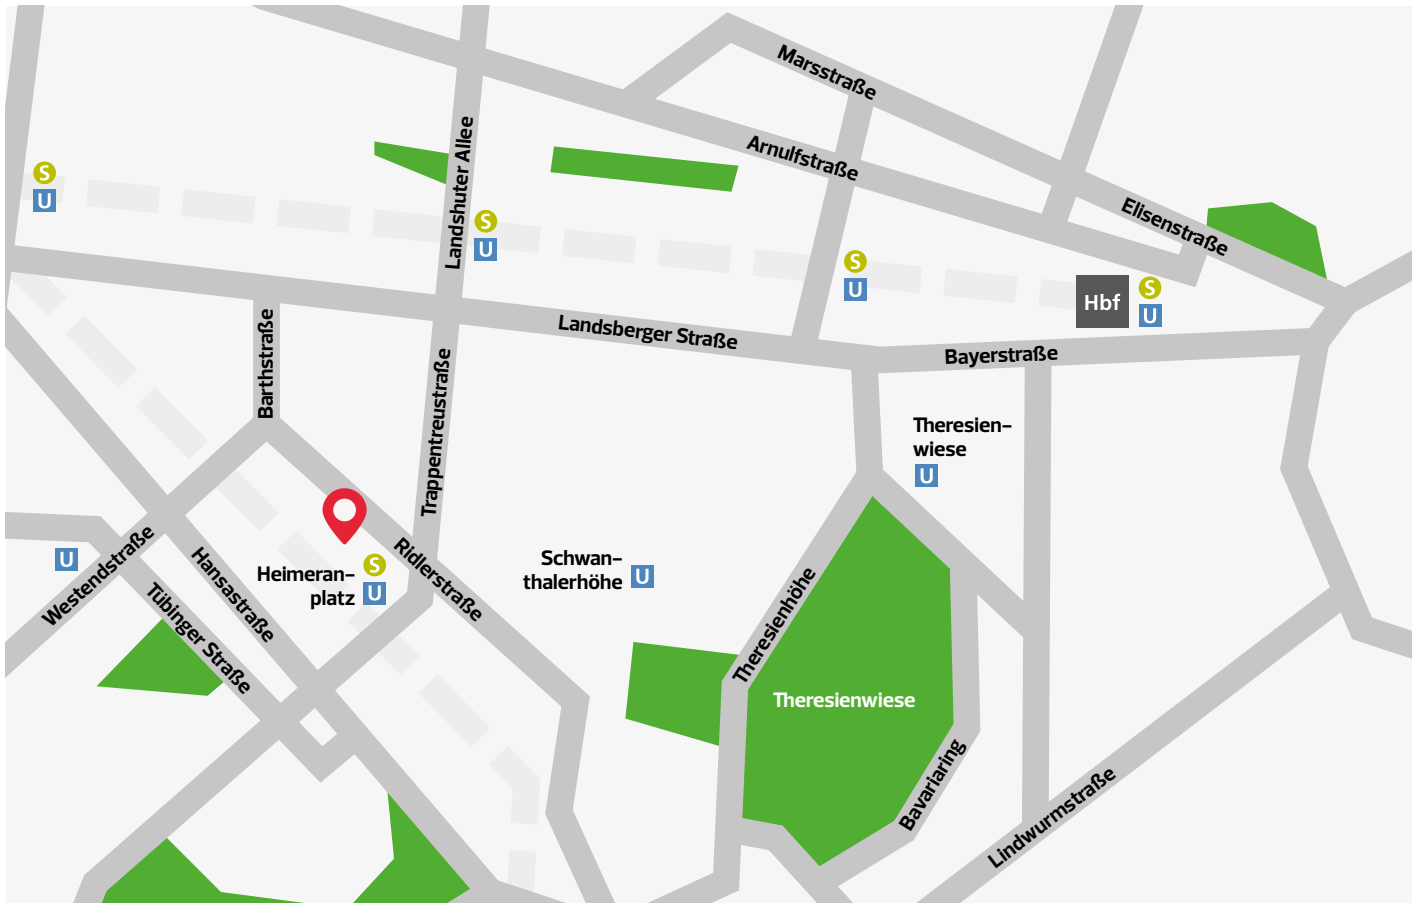 Marsstraße
Arnulfstraße
Landshuter Allee
S
U
S
U
Elisenstraße
S
U
Hbf
S
U
Landsberger Straße
Bayerstraße
Barthstraße
Trappentreustraße
Theresien-
wiese
U
Westendstraße
U
Hansastraße
Tübinger Straße
Heimeran-
platz
S
U
Ridlerstraße
Schwan-
thalerhöhe
U
Theresienhöhe
Theresienwiese
Bavariaring
Lindwurmstraße